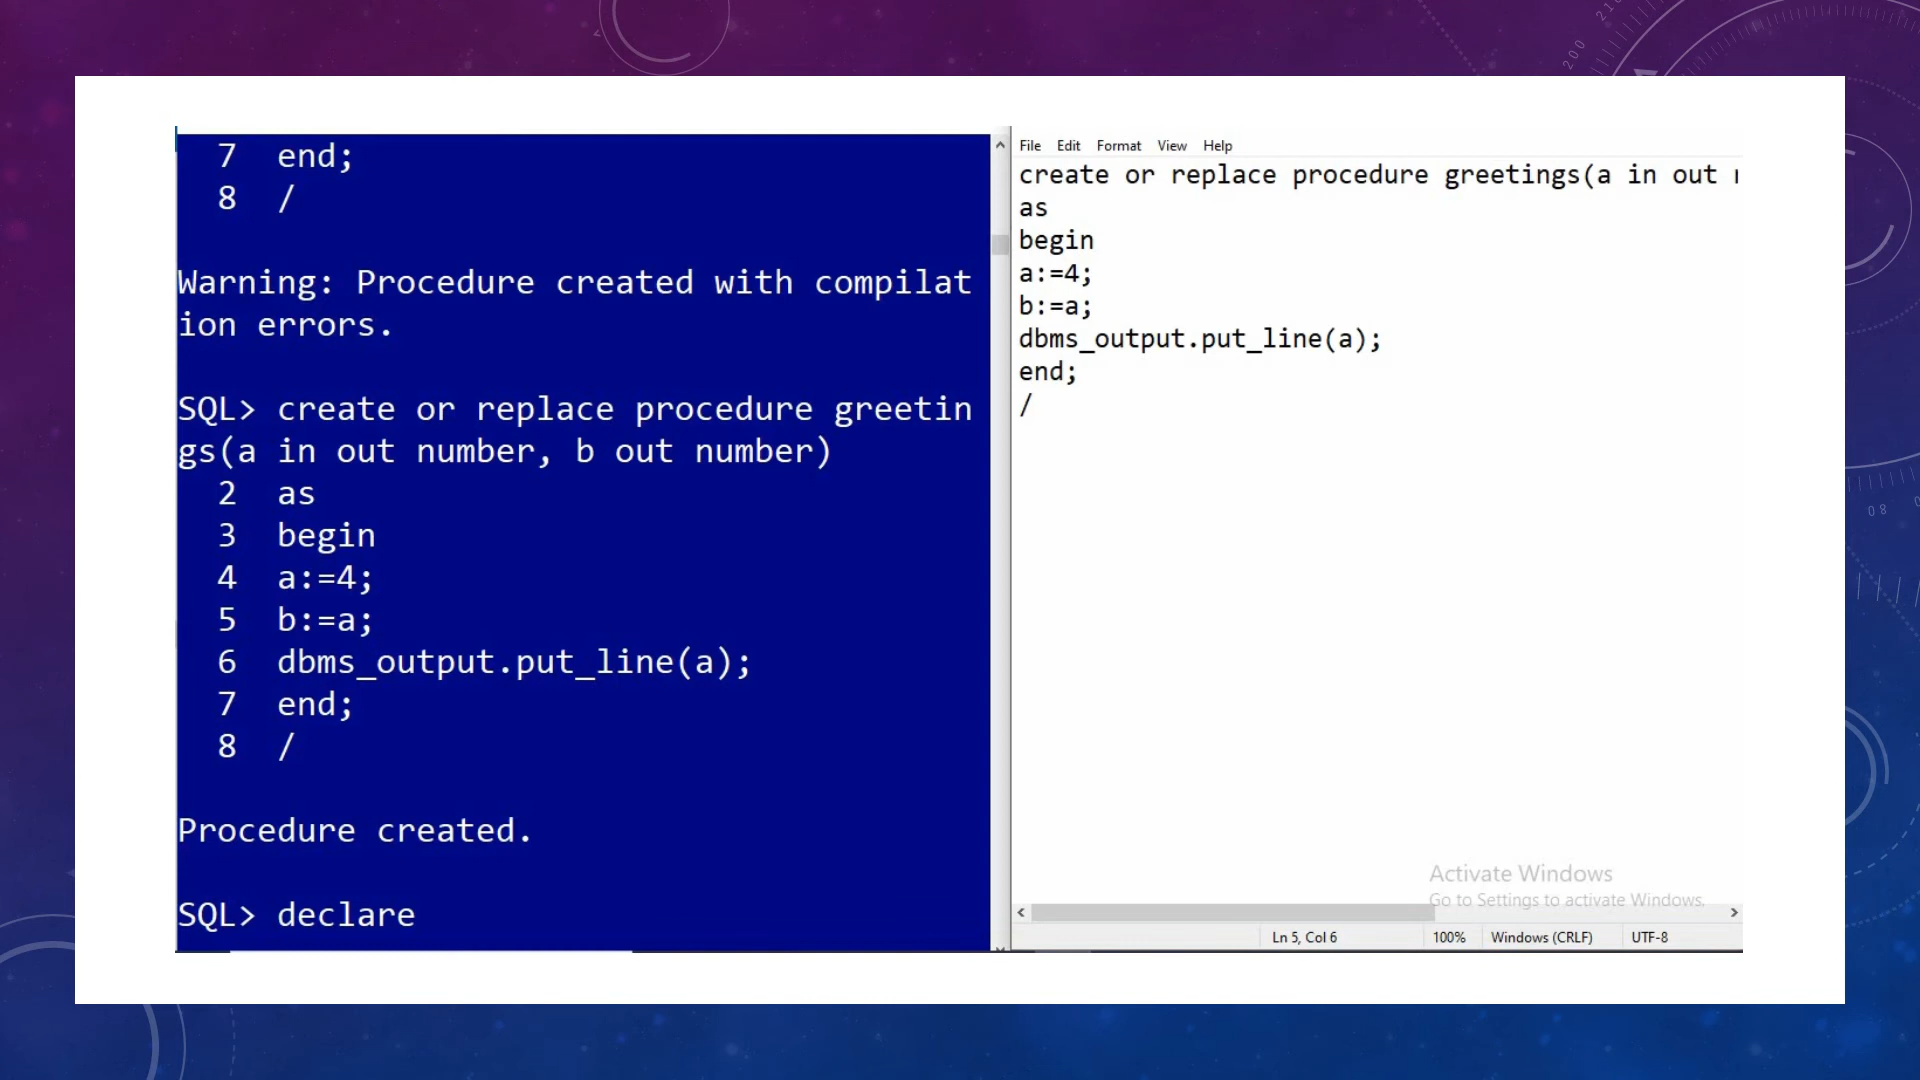 7 end;
8 /
Warning: Procedure created with compilat
ion errors.
SQL> create or replace procedure greetin
gs(a in out number, b out number)
2 as
3 begin
4 a:=4;
5 b:=a;
6 dbms_output.put_line(a);
7 end;
8 /
Procedure created.
SQL> declare
File Edit Format View Help
create or replace procedure greetings(a in out
as
begin
a:=4;
b:=a;
dbms_output.put_line(a);
end;
/
Activate Windows
Go to Settings to activate Windows.
Ln 5, Col 6 100% Windows (CRLF) UTF-8
200
80